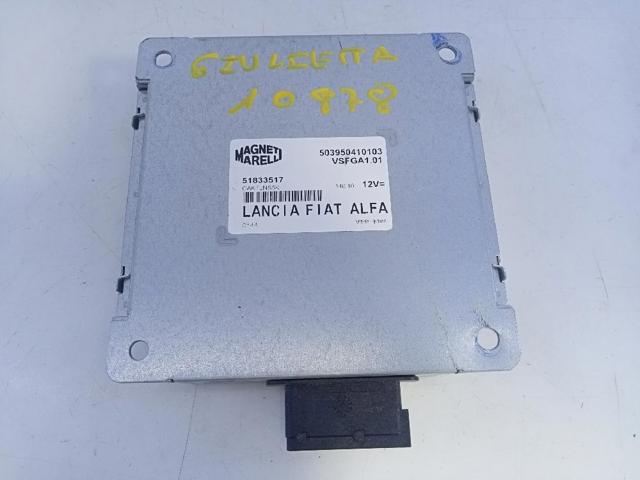 GIULIETTA
10878
MAGNETI MARELLI
503950410103
VSFGA1.01
51833517
12V=
LANCIA FIAT ALFA